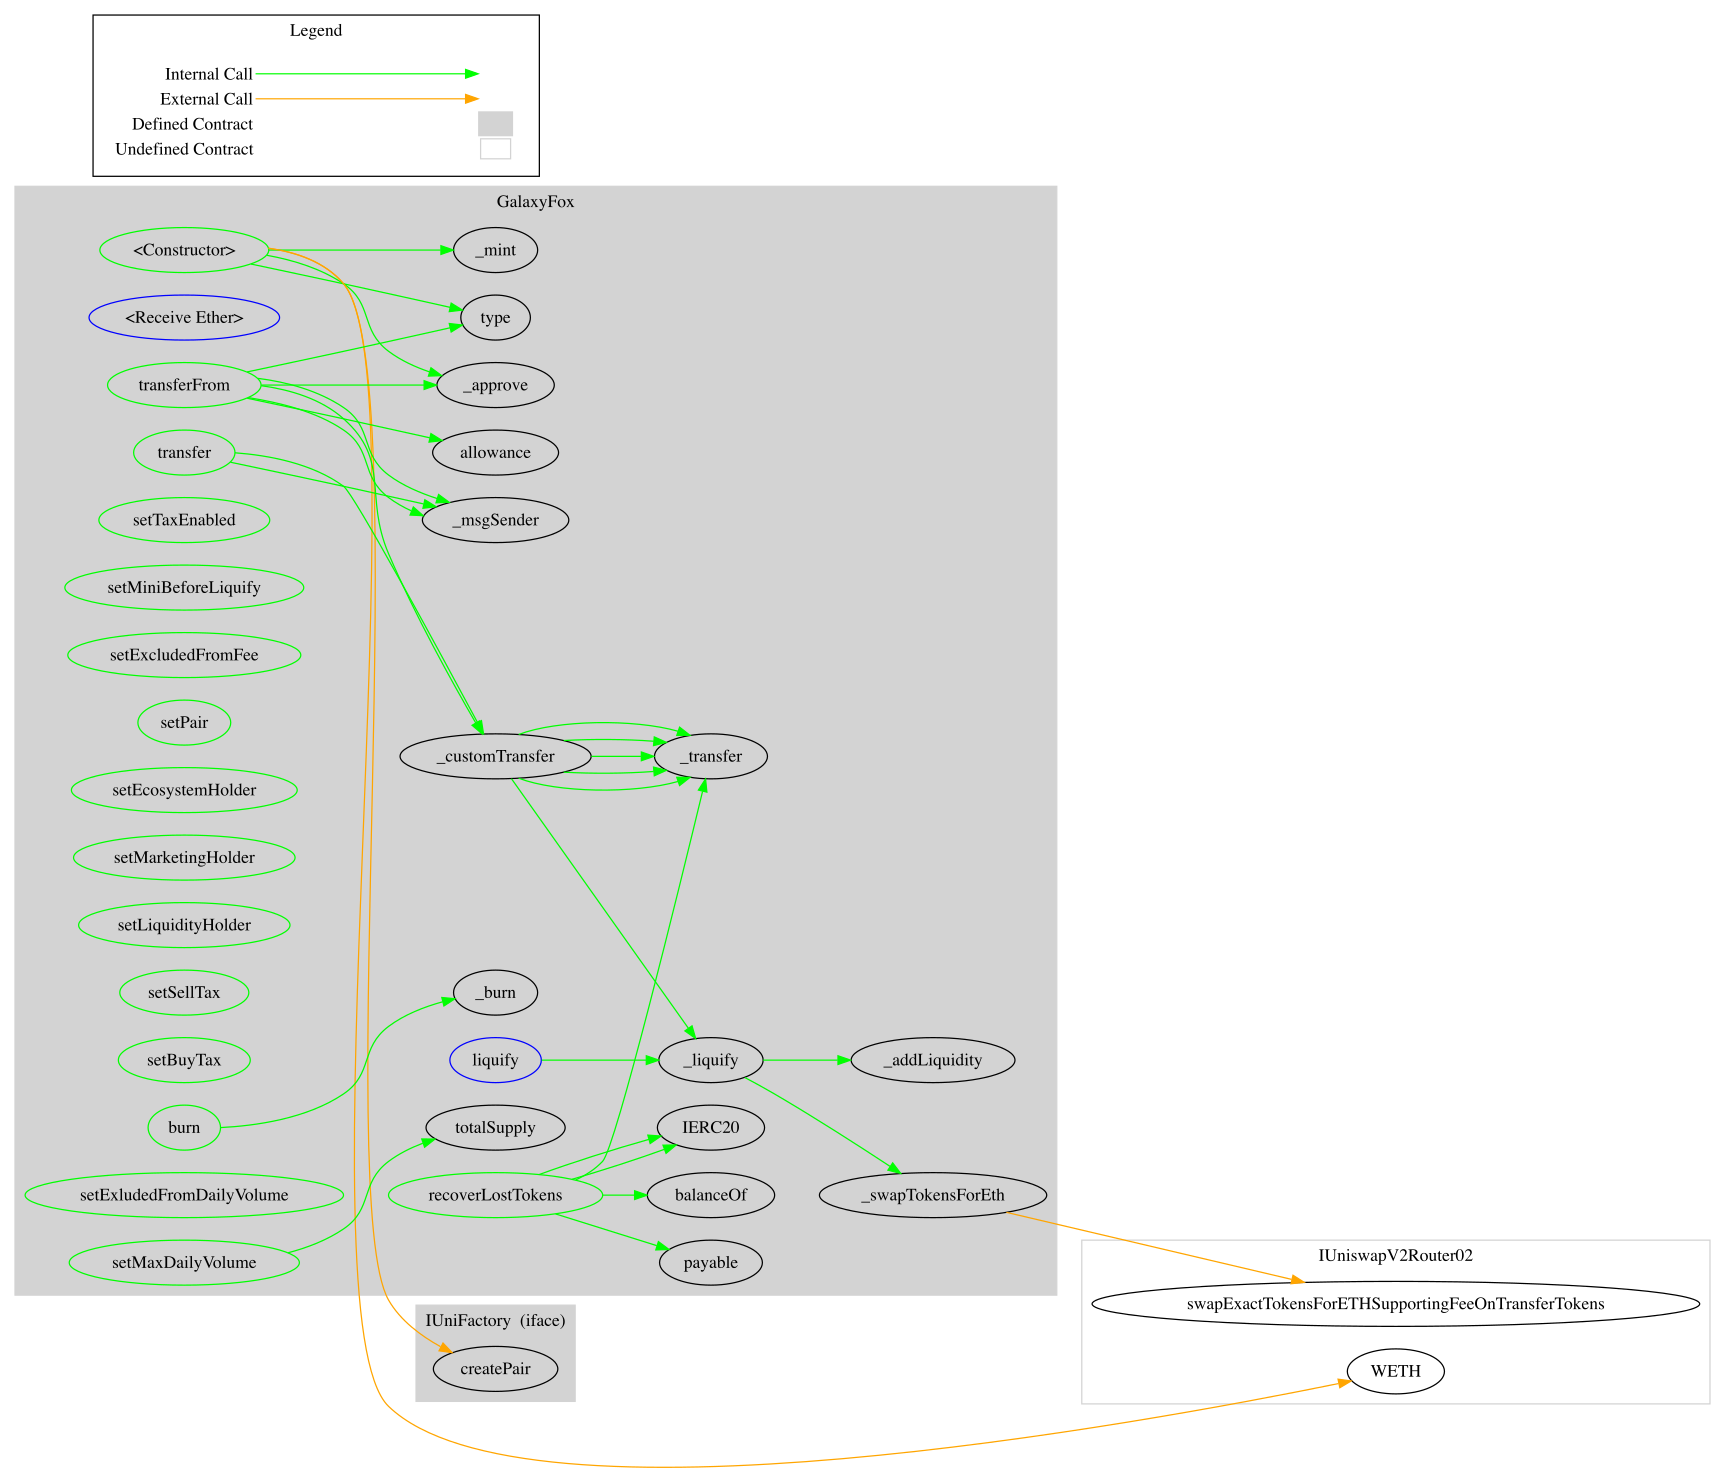 Legend
Internal Call
External Call
Defined Contract
Undefined Contract
GalaxyFox
<Constructor>
_mint
<Receive Ether>
type
transferFrom
_approve
transfer
allowance
setTaxEnabled
_msgSender
setMiniBeforeLiquify
setExcludedFromFee
setPair
_customTransfer
_transfer
setEcosystemHolder
setMarketingHolder
setLiquidityHolder
setSellTax
_burn
setBuyTax
liquify
_liquify
_addLiquidity
burn
totalSupply
IERC20
setExludedFromDailyVolume
recoverLostTokens
balanceOf
_swapTokensForEth
setMaxDailyVolume
payable
IUniswapV2Router02
swapExactTokensForETHSupportingFeeOnTransferTokens
WETH
IUniFactory (iface)
createPair